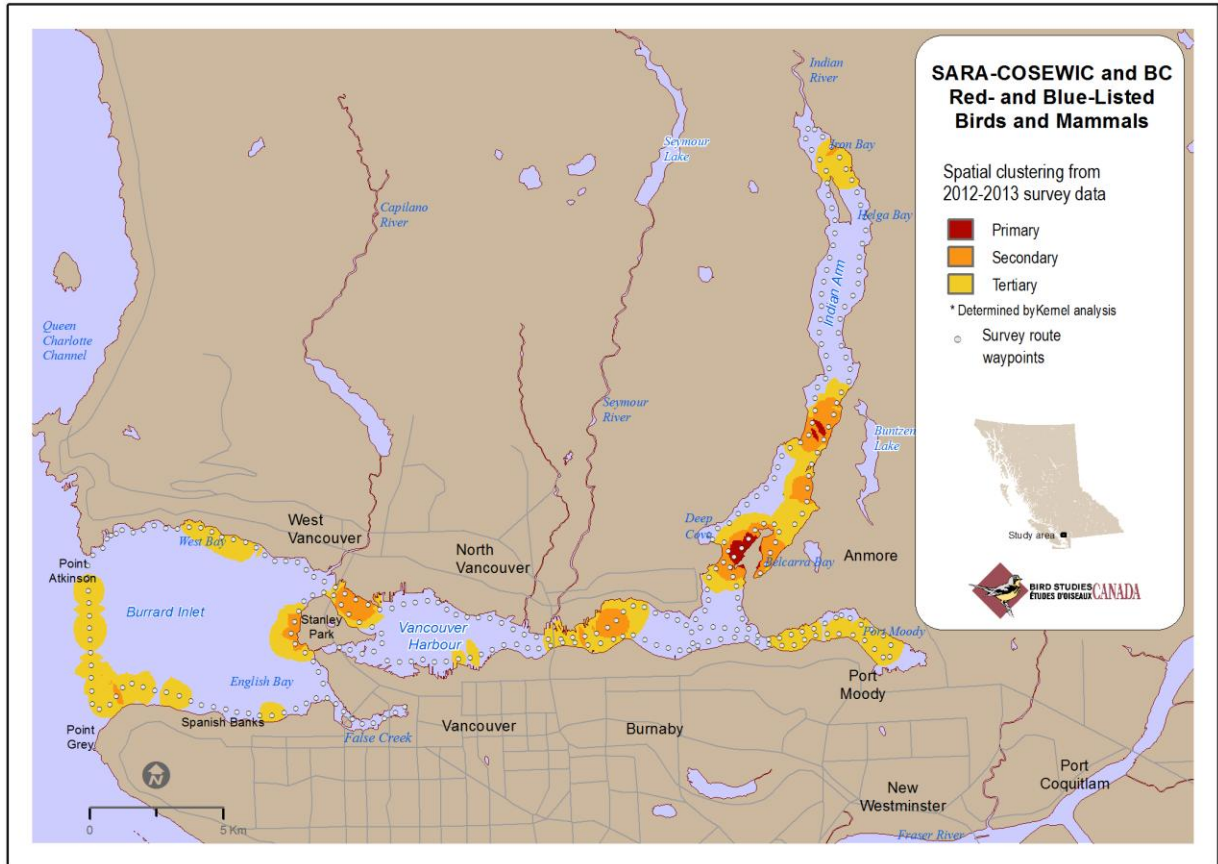 SARA-COSEWIC and BC
Red- and Blue-Listed
Birds and Mammals
Spatial clustering from
2012-2013 survey data
Primary
Secondary
Tertiary
* Determined by Kernel analysis
Survey route
waypoints
Study area
BIRD STUDIES
ÉTUDES D'OISEAUX CANADA
Indian
River
Iron Bay
Seymour
Lake
Helga Bay
Capilano
River
Indian Arm
Queen
Charlotte
Channel
Seymour
River
Buntzen
Lake
Deep
Cove
West
Vancouver
West Bay
North
Vancouver
Anmore
Belcarra Bay
Point
Atkinson
Burrard Inlet
Stanley
Park
Vancouver
Harbour
Port Moody
English Bay
Port
Moody
Spanish Banks
Vancouver
Burnaby
Point
Grey
False Creek
Port
Coquitlam
N
New
Westminster
0
5 Km
Fraser River